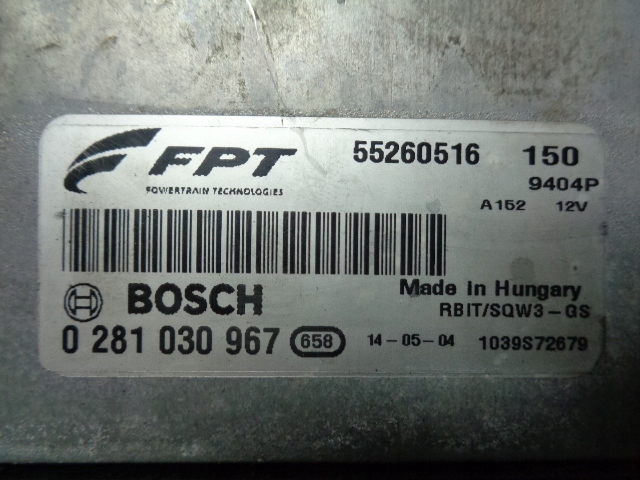 FPT 55260516 150
POWERTRAIN TECHNOLOGIES 9404P
A152 12V
BOSCH Made in Hungary
RBIT/SQW3-GS
0 281 030 967 658 14-05-04 1039S72679